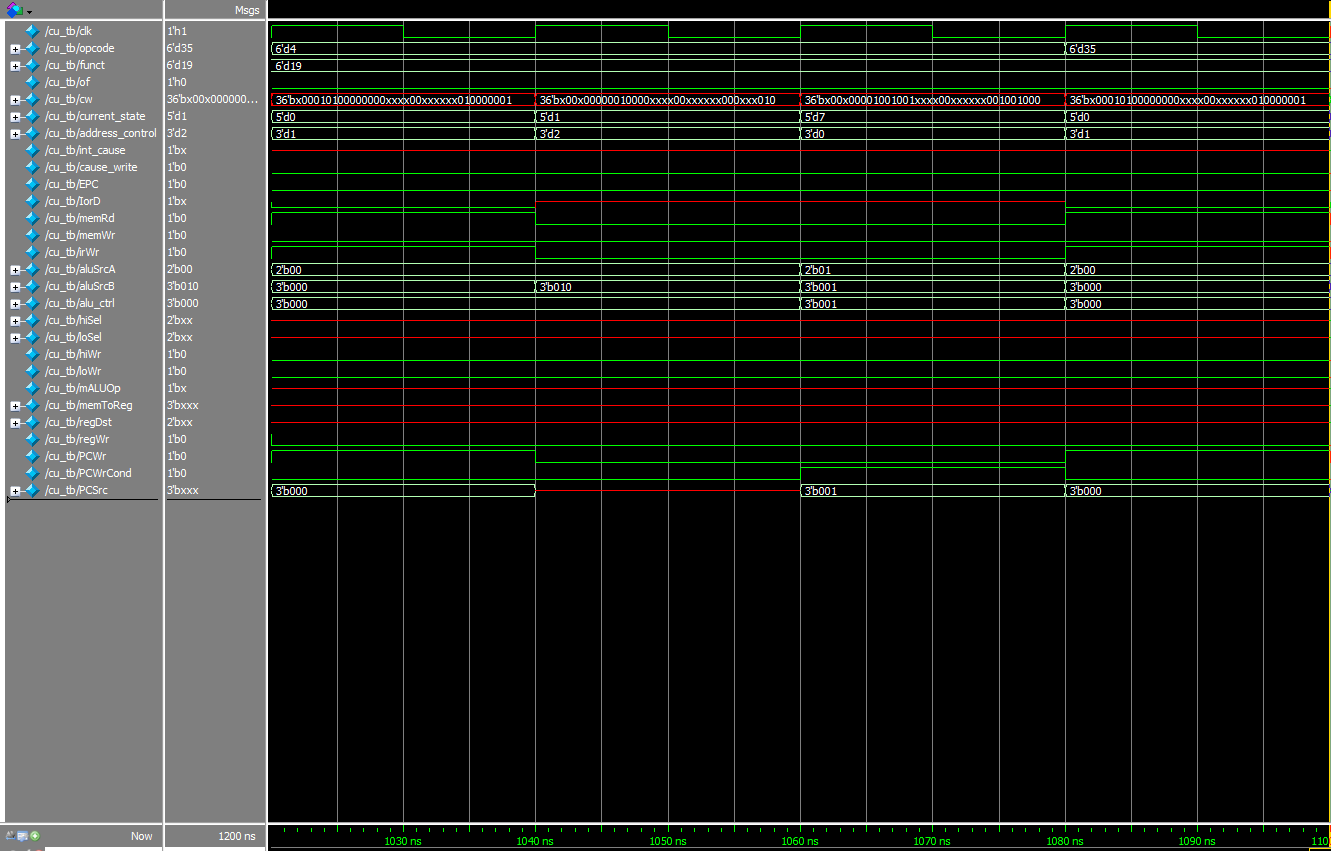 Msgs
/cu_tb/clk 1'h1
/cu_tb/opcode 6'd35 6'd4 6'd35
/cu_tb/funct 6'd19 6'd19
/cu_tb/of 1'h0
/cu_tb/cw 36'bx00x000000... 36'bx00010100000000xxxx00xxxxxx010000001 36'bx00x00000010000xxxx00xxxxxx000xxx010 36'bx00x00001001001xxxx00xxxxxx001001000 36'bx00010100000000xxxx00xxxxxx010000001
/cu_tb/current_state 5'd1 5'd0 5'd1 5'd7 5'd0
/cu_tb/address_control 3'd2 3'd1 3'd2 3'd0 3'd1
/cu_tb/int_cause 1'bx
/cu_tb/cause_write 1'b0
/cu_tb/EPC 1'b0
/cu_tb/IorD 1'bx
/cu_tb/memRd 1'b0
/cu_tb/memWr 1'b0
/cu_tb/irWr 1'b0
/cu_tb/aluSrcA 2'b00 2'b00 2'b01 2'b00
/cu_tb/aluSrcB 3'b010 3'b000 3'b010 3'b001 3'b000
/cu_tb/alu_ctrl 3'b000 3'b000 3'b001 3'b000
/cu_tb/hiSel 2'bxx
/cu_tb/loSel 2'bxx
/cu_tb/hiWr 1'b0
/cu_tb/loWr 1'b0
/cu_tb/mALUOp 1'bx
/cu_tb/memToReg 3'bxxx
/cu_tb/regDst 2'bxx
/cu_tb/regWr 1'b0
/cu_tb/PCWr 1'b0
/cu_tb/PCWrCond 1'b0
/cu_tb/PCSrc 3'bxxx 3'b000 3'b001 3'b000
Now 1200 ns
1030 ns 1040 ns 1050 ns 1060 ns 1070 ns 1080 ns 1090 ns